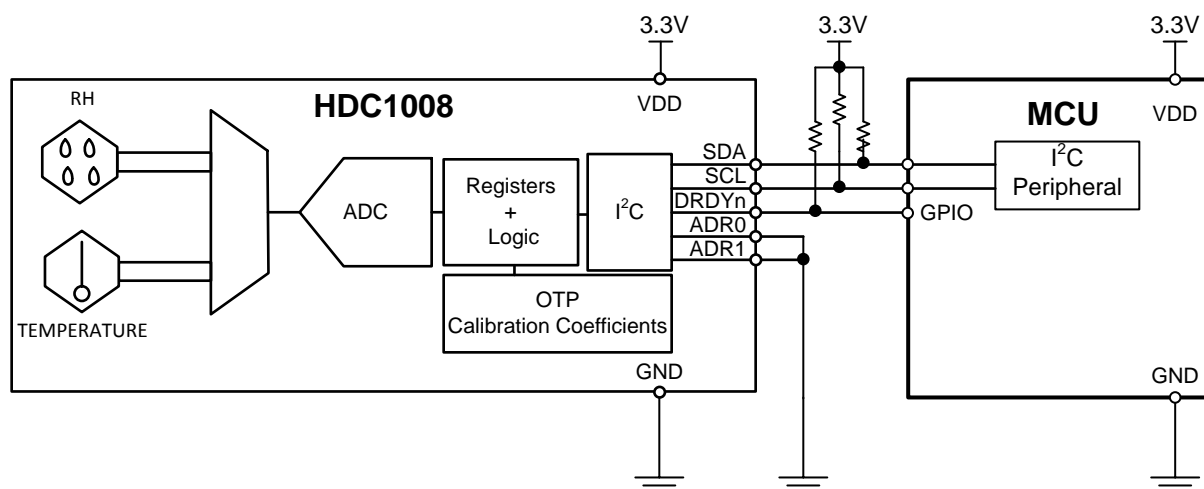 3.3V
3.3V
3.3V
RH
HDC1008
VDD
MCU
VDD
SDA
SCL
DRDYn
ADR0
ADR1
ADC
Registers
+
Logic
I²C
I²C
Peripheral
GPIO
TEMPERATURE
OTP
Calibration Coefficients
GND
GND